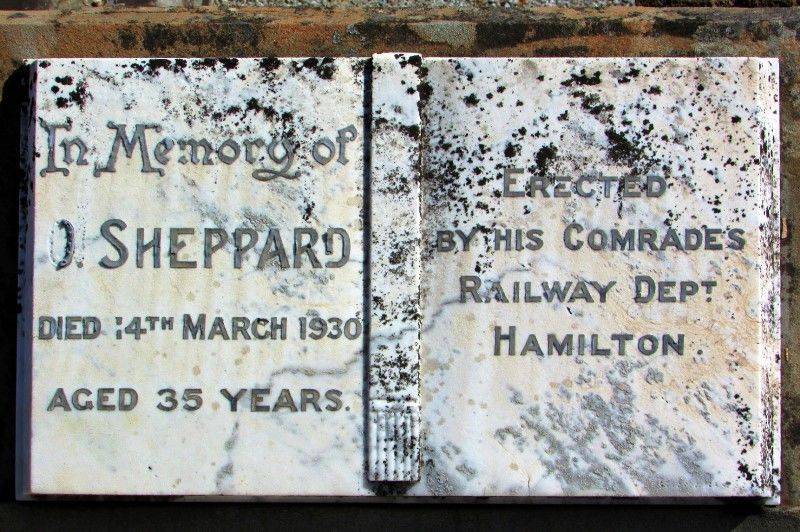 In Memory of
J. SHEPPARD
DIED 14TH MARCH 1930
AGED 35 YEARS.
ERECTED
BY HIS COMRADES
RAILWAY DEPT
HAMILTON